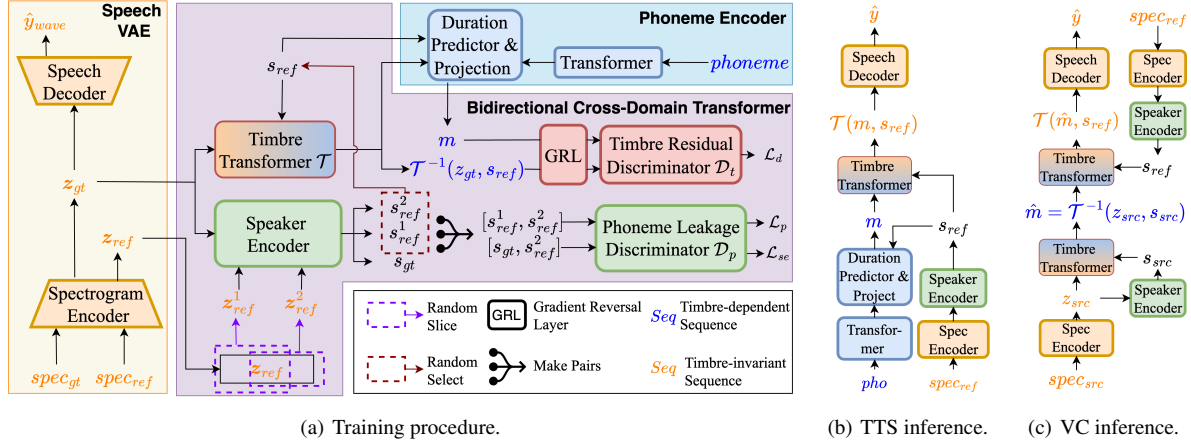 Speech
VAE
ŷ_wave
Speech
Decoder
z_gt
z_ref
Spectrogram
Encoder
spec_gt
spec_ref
Phoneme Encoder
Duration
Predictor &
Projection
Transformer
phoneme
s_ref
Bidirectional Cross-Domain Transformer
Timbre
Transformer 𝒯
m
𝒯⁻¹(z_gt, s_ref)
GRL
Timbre Residual
Discriminator 𝒟_t
ℒ_d
Speaker
Encoder
s²_ref
s¹_ref
s_gt
[s¹_ref, s²_ref]
[s_gt, s²_ref]
Phoneme Leakage
Discriminator 𝒟_p
ℒ_p
ℒ_se
z¹_ref
z²_ref
z_ref
Random
Slice
GRL
Gradient Reversal
Layer
Seq
Timbre-dependent
Sequence
Random
Select
Make Pairs
Seq
Timbre-invariant
Sequence
(a) Training procedure.
ŷ
Speech
Decoder
𝒯(m, s_ref)
Timbre
Transformer
m
s_ref
Duration
Predictor &
Project
Speaker
Encoder
Transfor-
mer
Spec
Encoder
pho
spec_ref
(b) TTS inference.
ŷ
spec_ref
Speech
Decoder
Spec
Encoder
𝒯(m̂, s_ref)
Speaker
Encoder
Timbre
Transformer
s_ref
m̂ = 𝒯⁻¹(z_src, s_src)
Timbre
Transformer
s_src
z_src
Speaker
Encoder
Spec
Encoder
spec_src
(c) VC inference.